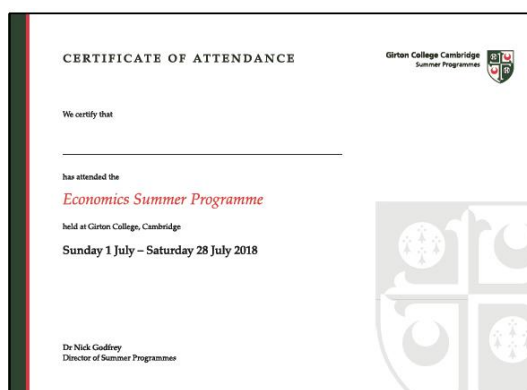 CERTIFICATE OF ATTENDANCE
Girton College Cambridge
Summer Programmes
We certify that
has attended the
Economics Summer Programme
held at Girton College, Cambridge
Sunday 1 July – Saturday 28 July 2018
Dr Nick Godfrey
Director of Summer Programmes